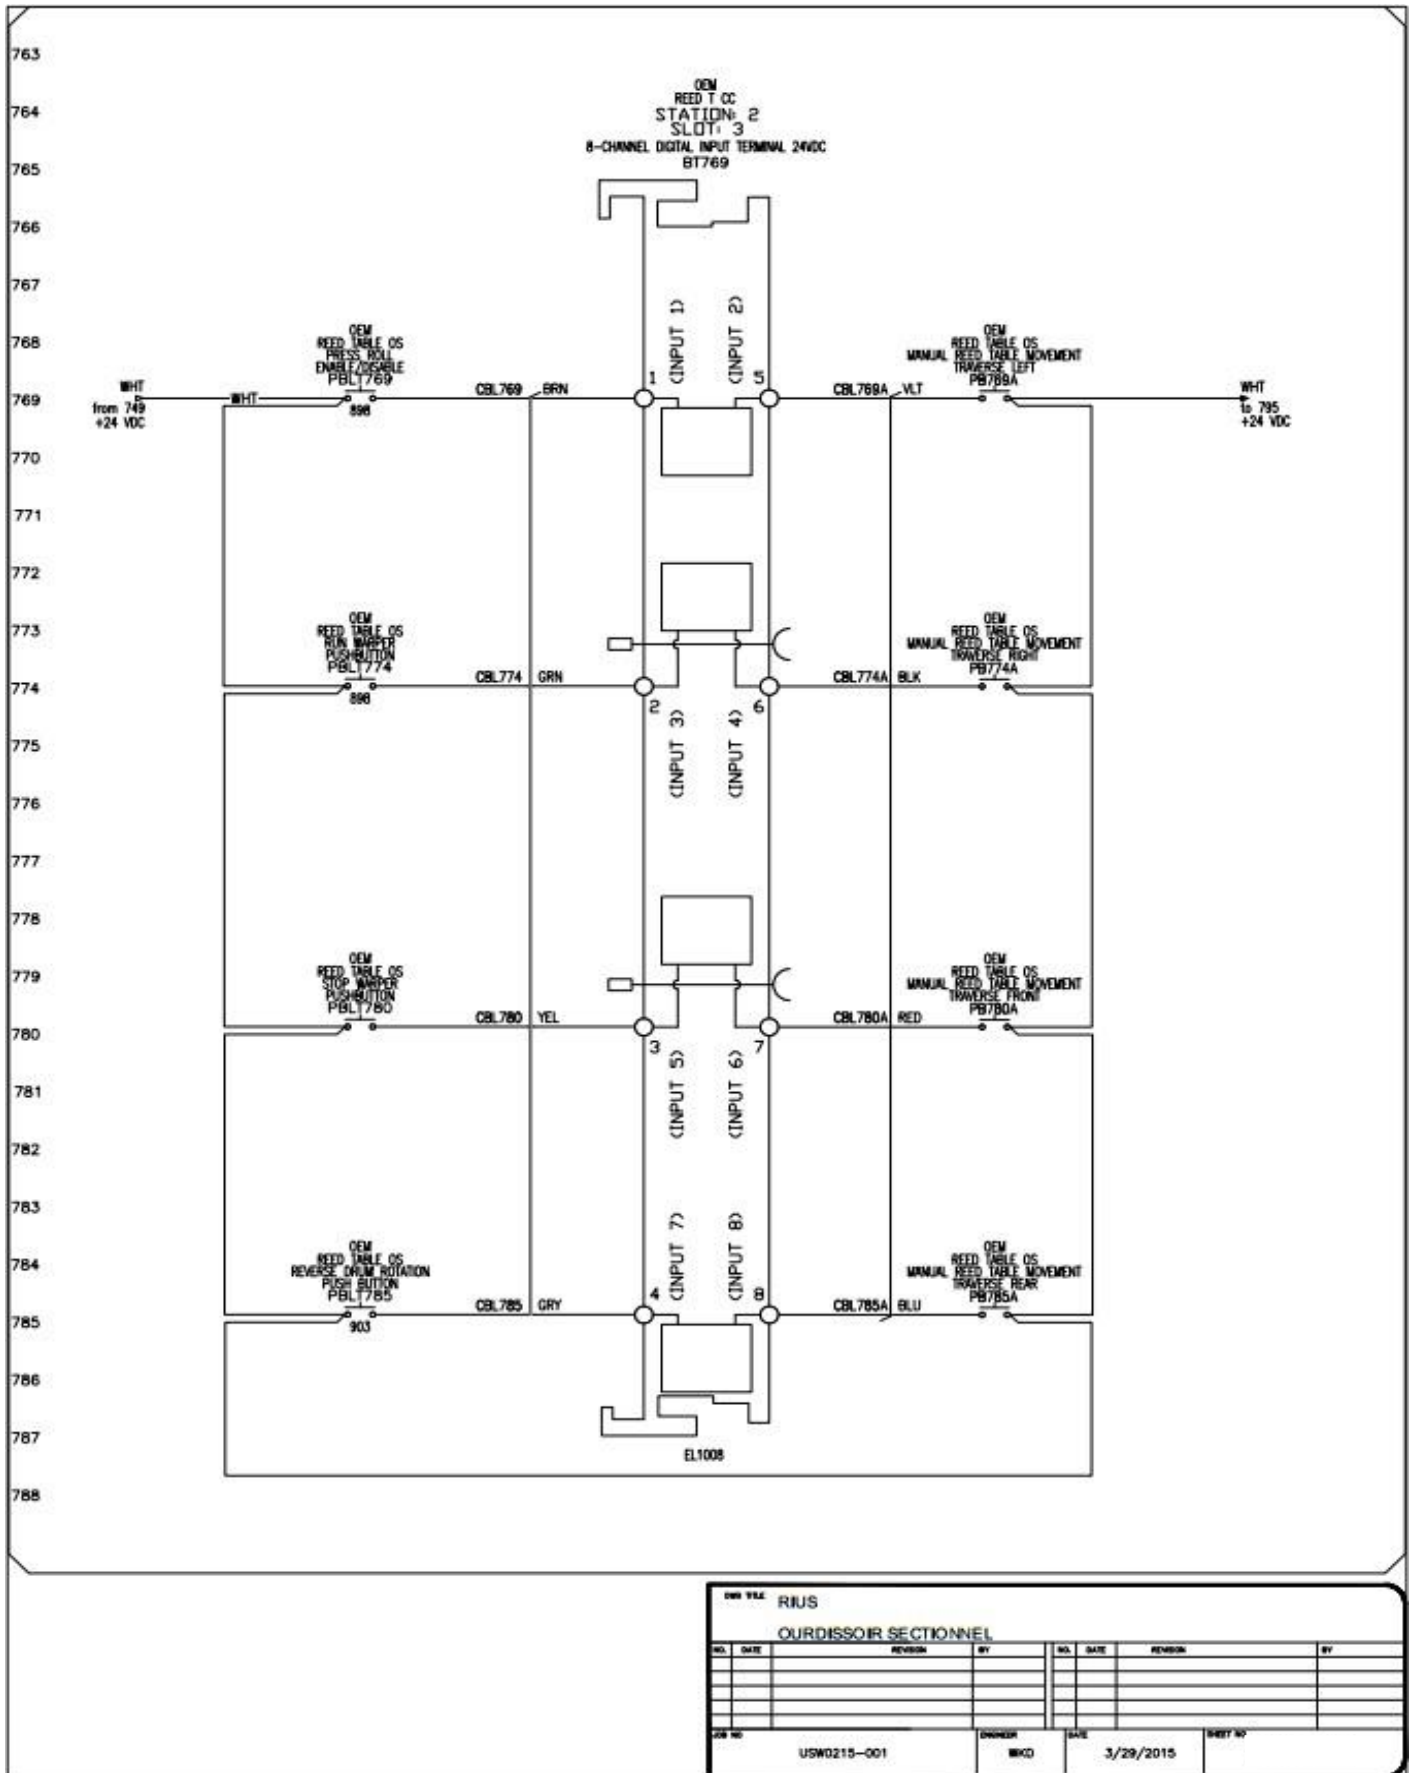 763
764
765
766
767
768
769
770
771
772
773
774
775
776
777
778
779
780
781
782
783
784
785
786
787
788
OEM
REED T CC
STATION: 2
SLOT: 3
8-CHANNEL DIGITAL INPUT TERMINAL 24VDC
BT769
(INPUT 1)
(INPUT 2)
OEM
REED TABLE OS
PRESS ROLL
ENABLE/DISABLE
PBLT769
898
WHT
from 749
+24 VDC
WHT
CBL769
BRN
1
5
CBL769A
VLT
OEM
REED TABLE OS
MANUAL REED TABLE MOVEMENT
TRAVERSE LEFT
PB769A
WHT
to 795
+24 VDC
OEM
REED TABLE OS
RUN WARPER
PUSHBUTTON
PBLT774
898
CBL774
GRN
2
6
CBL774A
BLK
OEM
REED TABLE OS
MANUAL REED TABLE MOVEMENT
TRAVERSE RIGHT
PB774A
(INPUT 3)
(INPUT 4)
OEM
REED TABLE OS
STOP WARPER
PUSHBUTTON
PBLT780
CBL780
YEL
3
7
CBL780A
RED
OEM
REED TABLE OS
MANUAL REED TABLE MOVEMENT
TRAVERSE FRONT
PB780A
(INPUT 5)
(INPUT 6)
(INPUT 7)
(INPUT 8)
OEM
REED TABLE OS
REVERSE DRUM ROTATION
PUSH BUTTON
PBLT785
903
CBL785
GRY
4
8
CBL785A
BLU
OEM
REED TABLE OS
MANUAL REED TABLE MOVEMENT
TRAVERSE REAR
PB785A
EL1008
DWG TITLE
RIUS
OURDISSOIR SECTIONNEL
NO. DATE REVISION BY NO. DATE REVISION BY
JOB NO
USW0215-001
ENGINEER
DATE
3/29/2015
SHEET NO